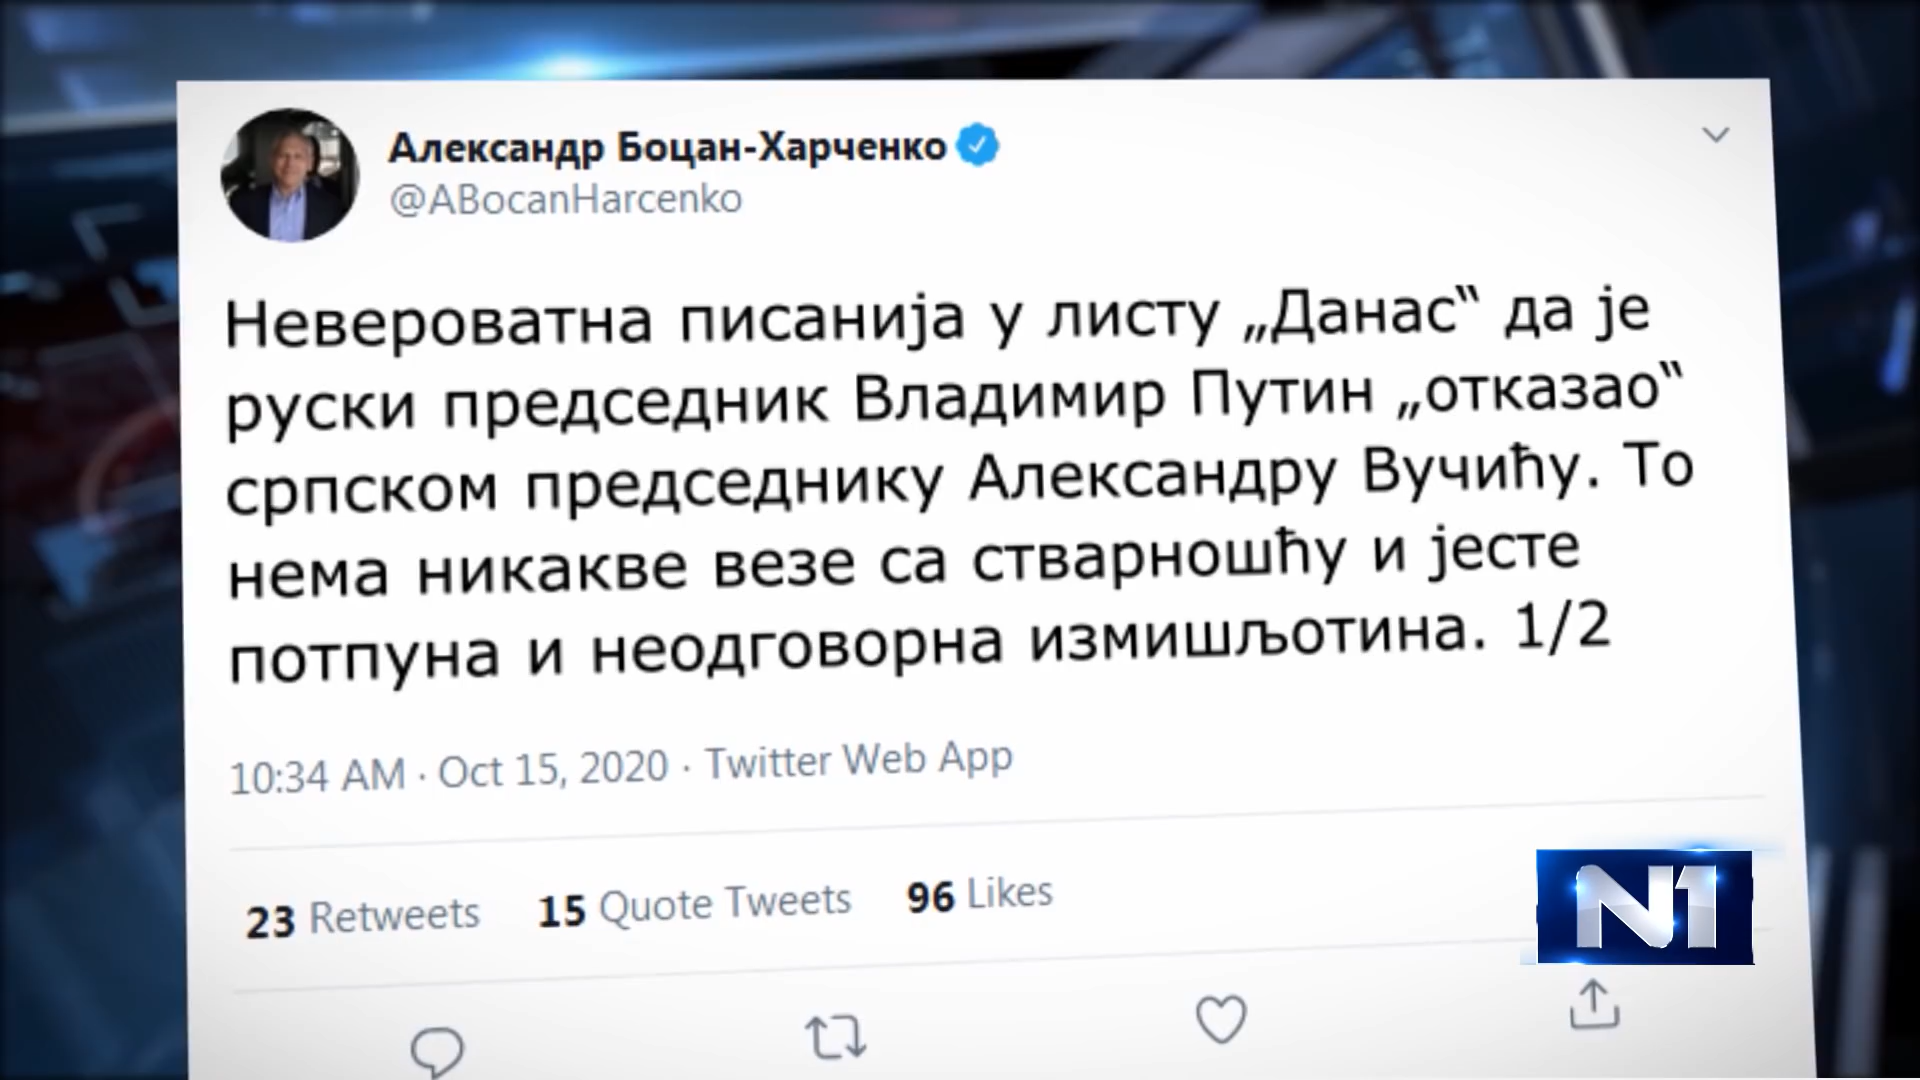 Александр Боцан-Харченко
@ABocanHarcenko
Невероватна писанија у листу „Данас“ да је
руски председник Владимир Путин „отказао“
српском председнику Александру Вучићу. То
нема никакве везе са стварношћу и јесте
потпуна и неодговорна измишљотина. 1/2
10:34 AM · Oct 15, 2020 · Twitter Web App
23 Retweets 15 Quote Tweets 96 Likes
N1